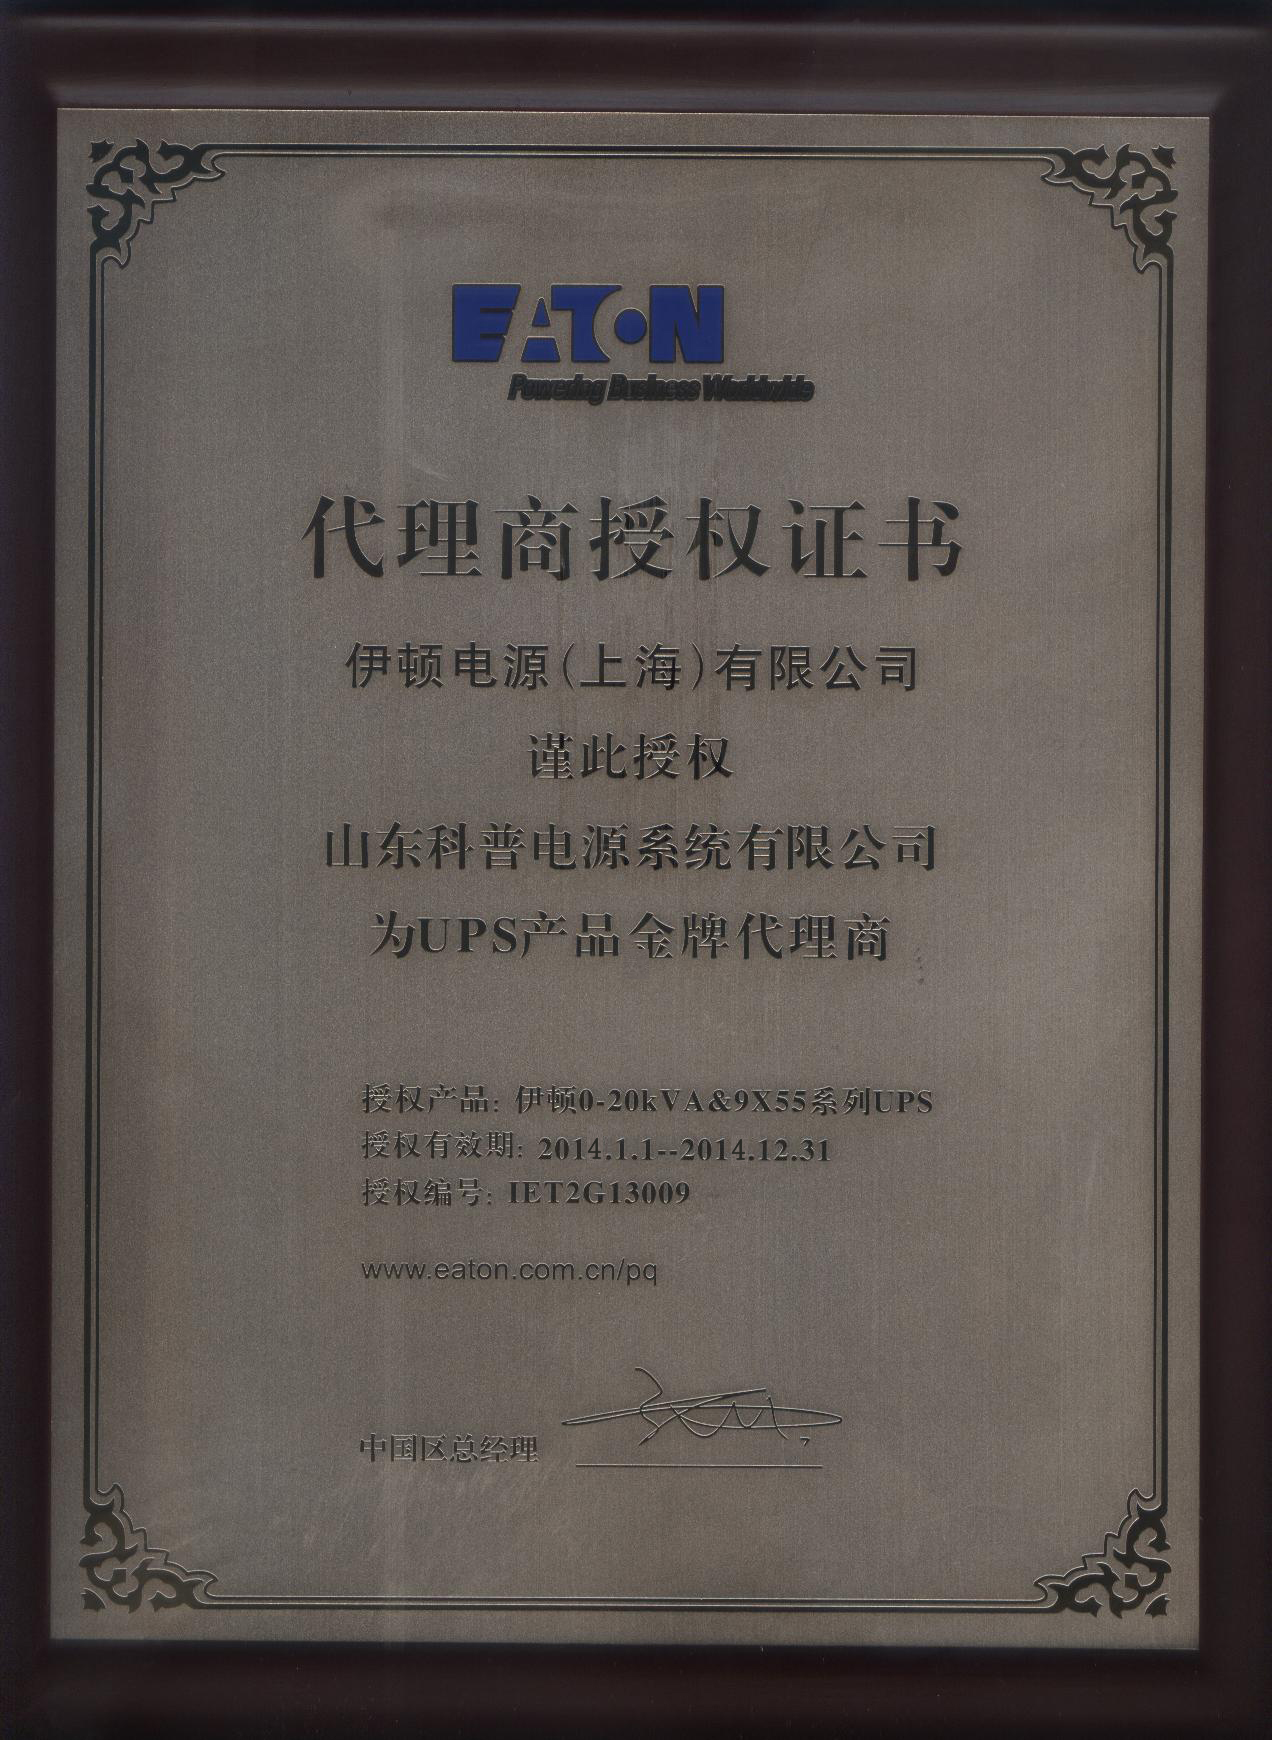 EATON
Powering Business Worldwide
代理商授权证书
伊顿电源(上海)有限公司
谨此授权
山东科普电源系统有限公司
为UPS产品金牌代理商
授权产品: 伊顿0-20kVA&9X55系列UPS
授权有效期: 2014.1.1--2014.12.31
授权编号: IET2G13009
www.eaton.com.cn/pq
中国区总经理